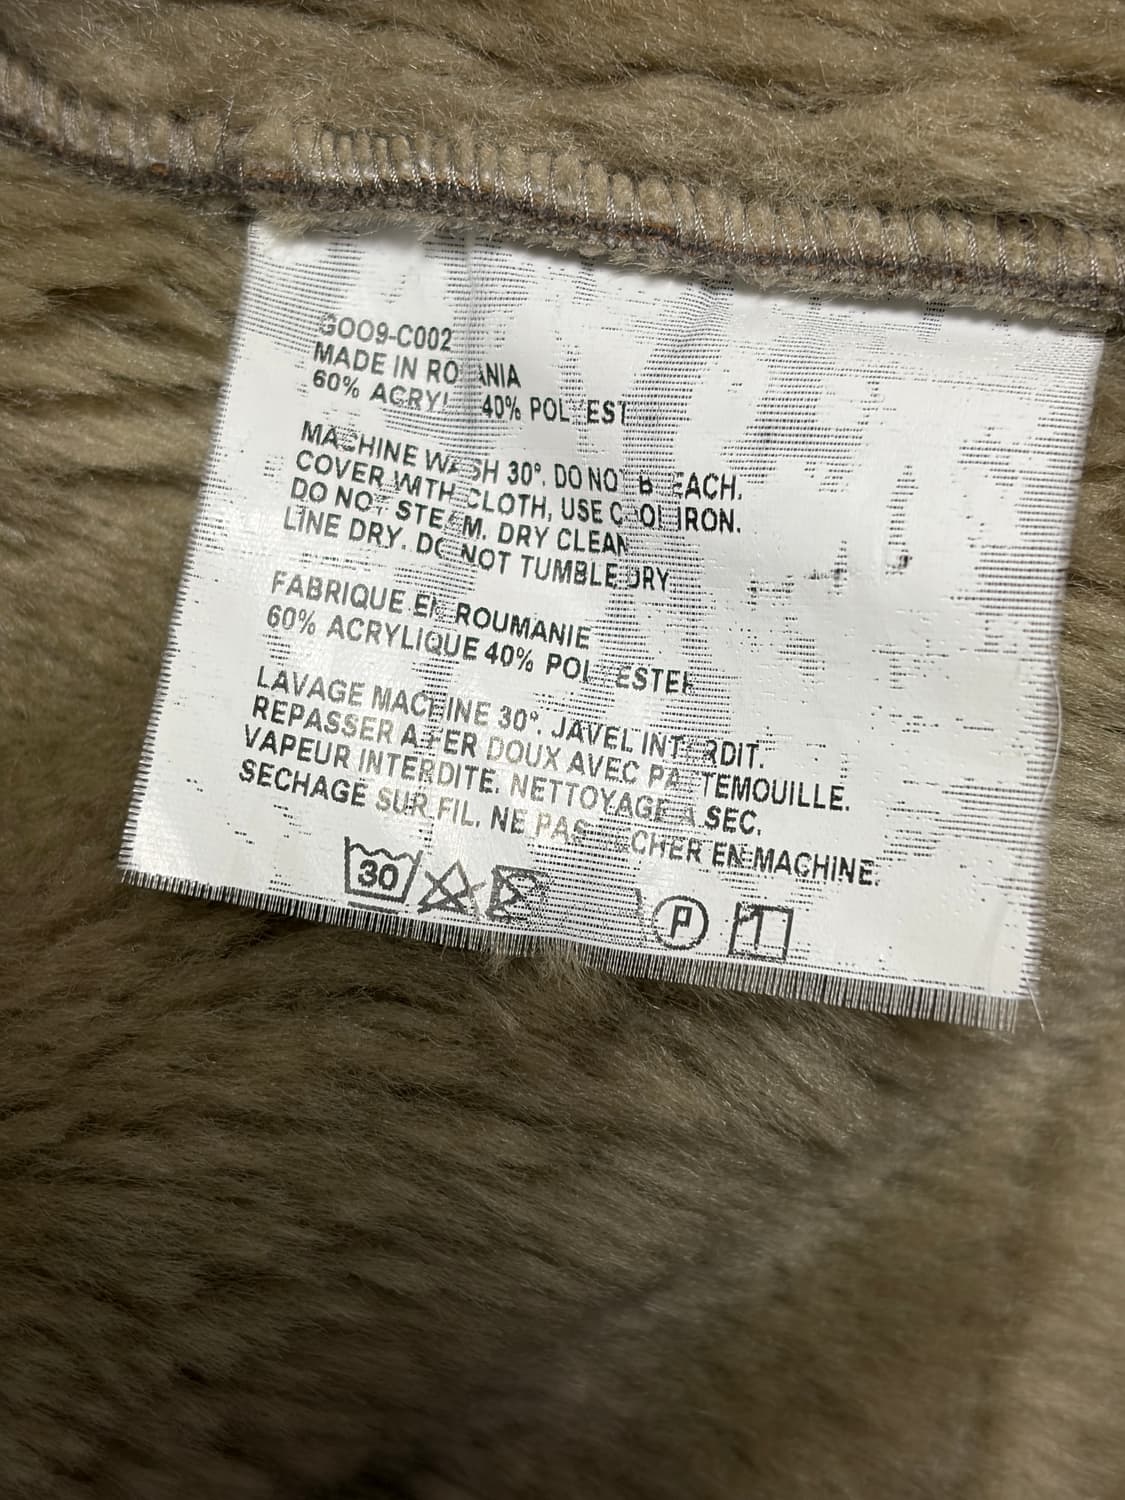 GOO9-C002
MADE IN ROMANIA
60% ACRYL 40% POLYEST
MACHINE WASH 30°. DO NOT BLEACH.
COVER WITH CLOTH, USE COOL IRON.
DO NOT STEAM. DRY CLEAN
LINE DRY. DO NOT TUMBLE DRY
FABRIQUE EN ROUMANIE
60% ACRYLIQUE 40% POLYESTER
LAVAGE MACHINE 30°. JAVEL INTERDIT.
REPASSER A FER DOUX AVEC PATTEMOUILLE.
VAPEUR INTERDITE. NETTOYAGE A SEC.
SECHAGE SUR FIL. NE PAS SECHER EN MACHINE.
30 P